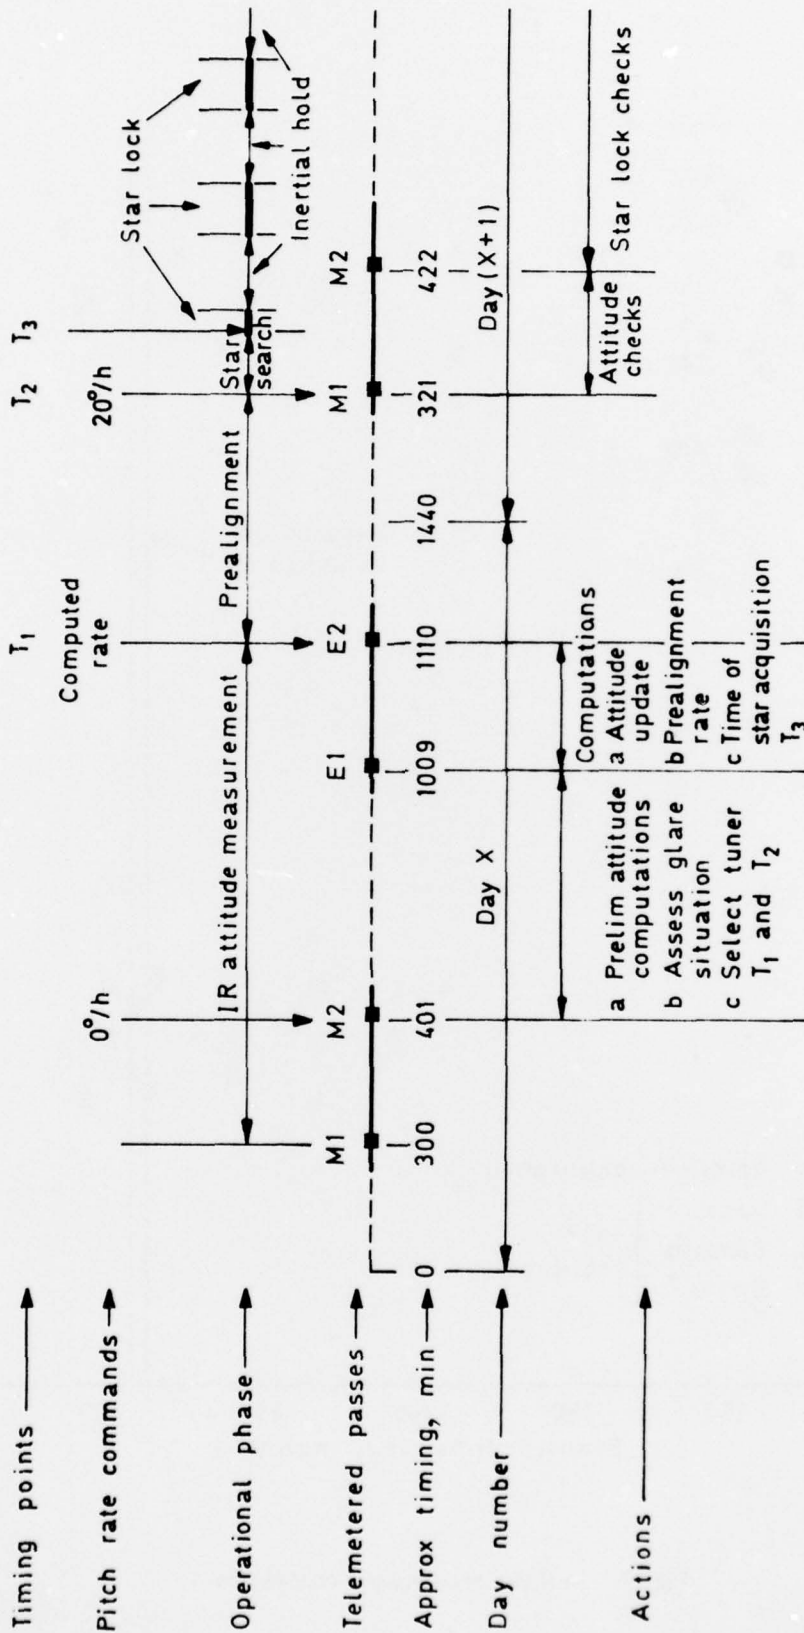 Timing points
T1
T2
T3
Pitch rate commands
0°/h
Computed
rate
20°/h
Operational phase
IR attitude measurement
Prealignment
Star
search
Star lock
Inertial hold
Telemetered passes
M1
M2
E1
E2
M1
M2
Approx timing, min
0
300
401
1009
1110
1440
321
422
Day number
Day X
Day (X+1)
Actions
a Prelim attitude
computations
b Assess glare
situation
c Select tuner
T1 and T2
Computations
a Attitude
update
b Prealignment
rate
c Time of
star acquisition
T3
Attitude
checks
Star lock checks